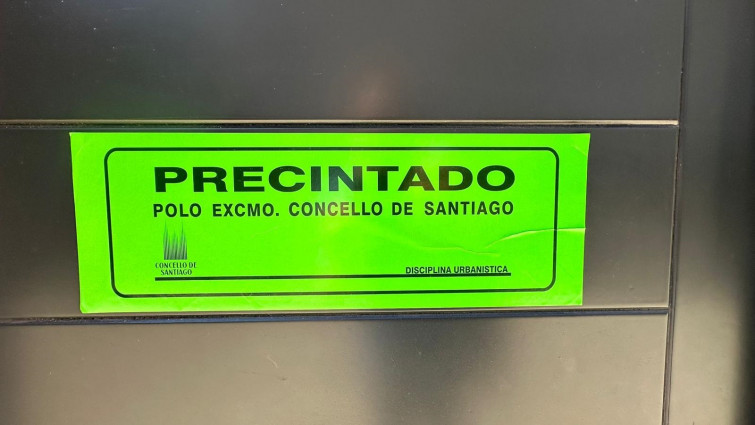 PRECINTADO
POLO EXCMO. CONCELLO DE SANTIAGO
CONCELLO DE
SANTIAGO
DISCIPLINA URBANISTICA